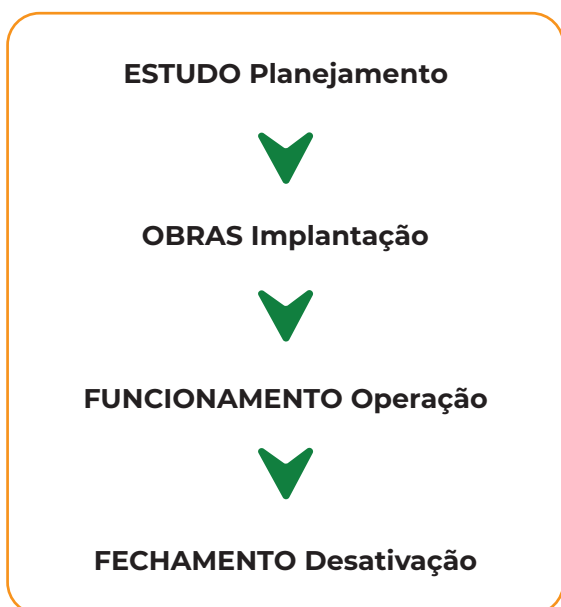 ESTUDO Planejamento
OBRAS Implantação
FUNCIONAMENTO Operação
FECHAMENTO Desativação